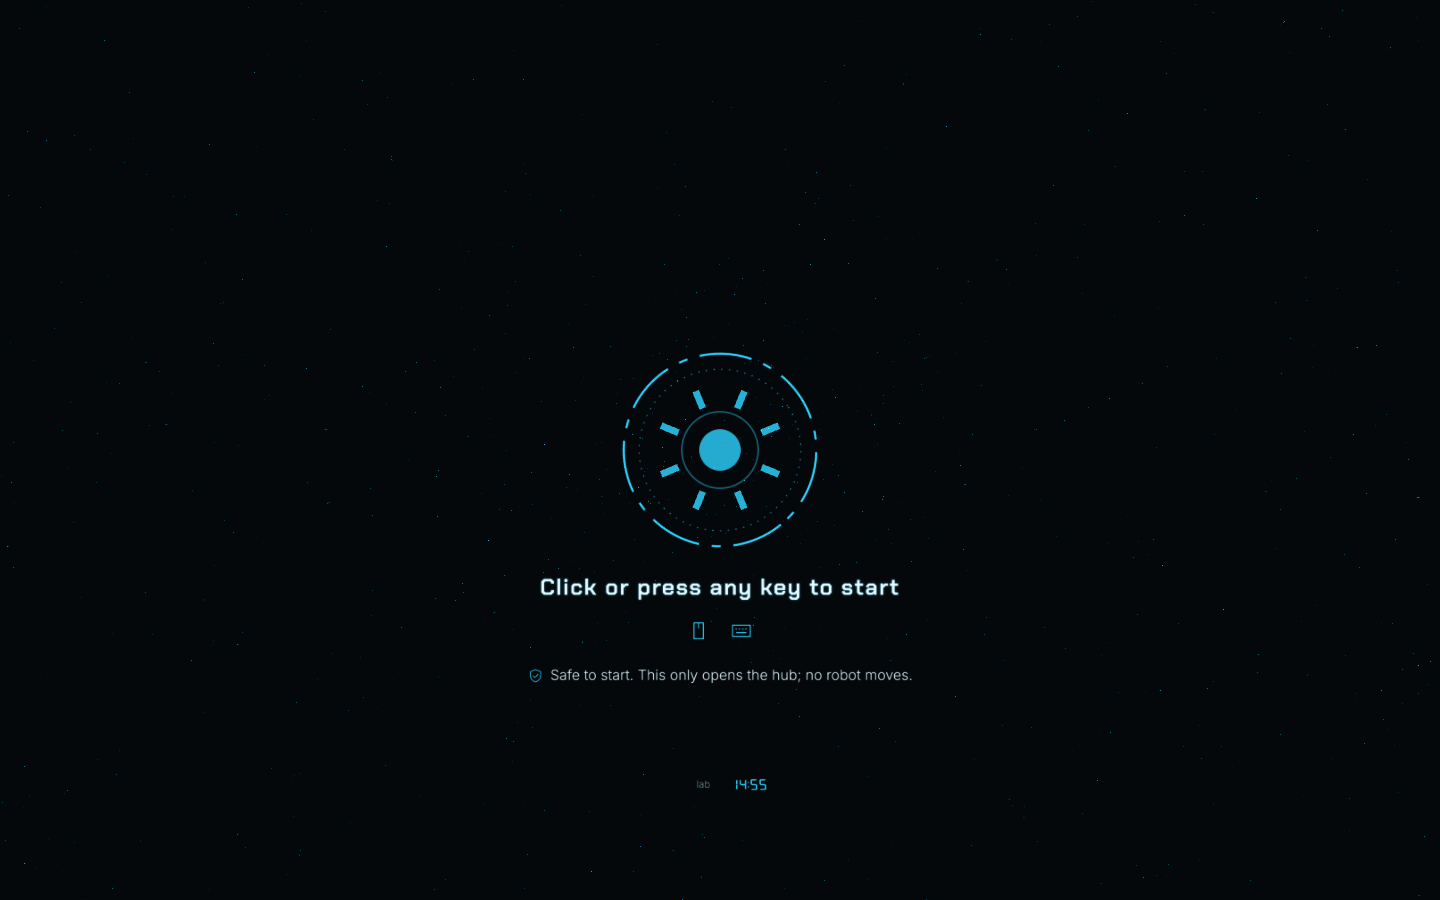 Click or press any key to start
Safe to start. This only opens the hub; no robot moves.
lab 14:55